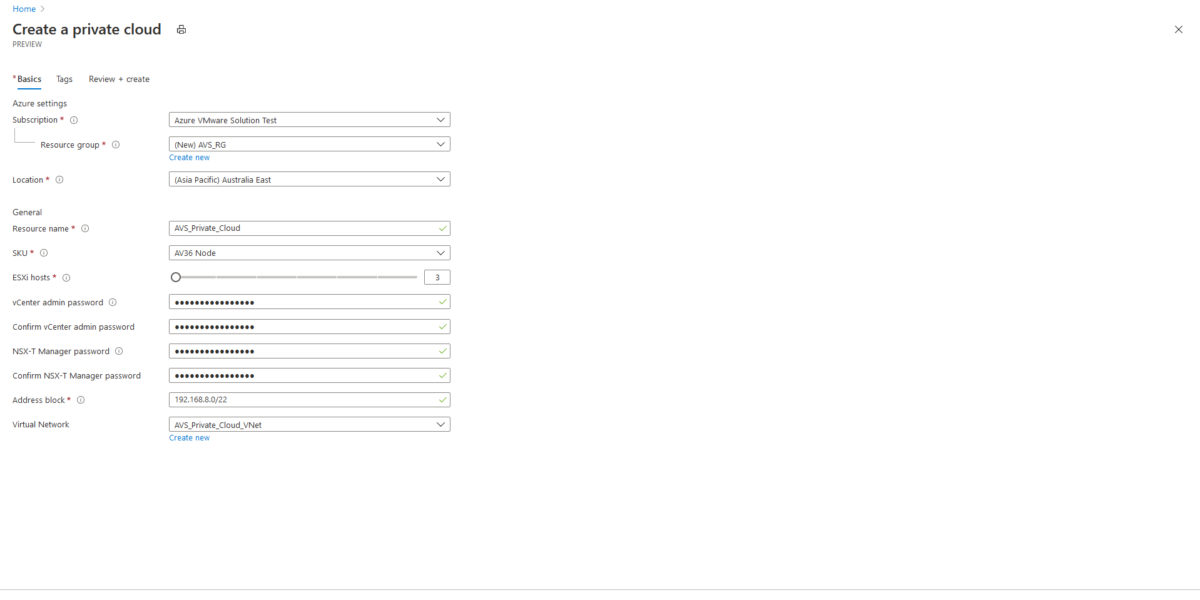 Home >
Create a private cloud
PREVIEW
* Basics Tags Review + create
Azure settings
Subscription * Azure VMware Solution Test
Resource group * (New) AVS_RG
Create new
Location * (Asia Pacific) Australia East
General
Resource name * AVS_Private_Cloud
SKU * AV36 Node
ESXi hosts * 3
vCenter admin password ••••••••••••••••
Confirm vCenter admin password ••••••••••••••••
NSX-T Manager password ••••••••••••••••
Confirm NSX-T Manager password ••••••••••••••••
Address block * 192.168.8.0/22
Virtual Network AVS_Private_Cloud_VNet
Create new